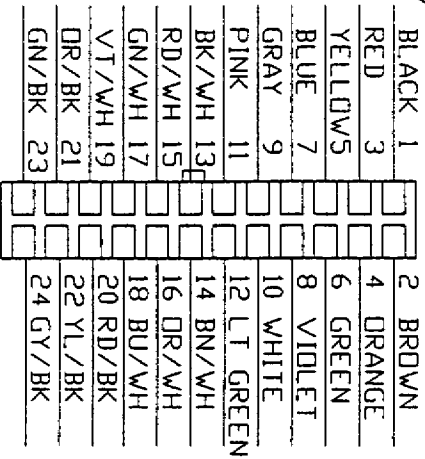 BLACK 1 2 BROWN
RED 3 4 ORANGE
YELLOW5 6 GREEN
BLUE 7 8 VIOLET
GRAY 9 10 WHITE
PINK 11 12 LT GREEN
BK/WH 13 14 BN/WH
RD/WH 15 16 OR/WH
GN/WH 17 18 BU/WH
VT/WH 19 20 RD/BK
OR/BK 21 22 YL/BK
GN/BK 23 24 GY/BK